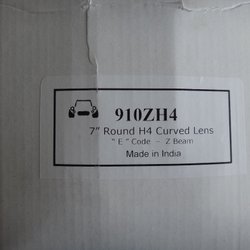 910ZH4
7" Round H4 Curved Lens
" E " Code - Z Beam
Made in India